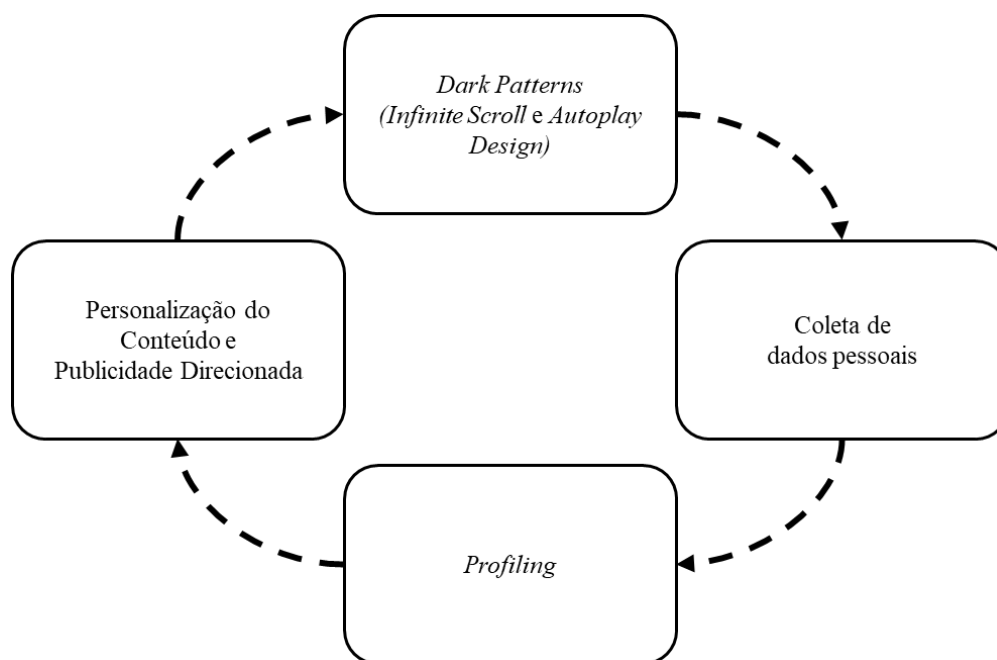 Dark Patterns
(Infinite Scroll e Autoplay
Design)
Personalização do
Conteúdo e
Publicidade Direcionada
Coleta de
dados pessoais
Profiling